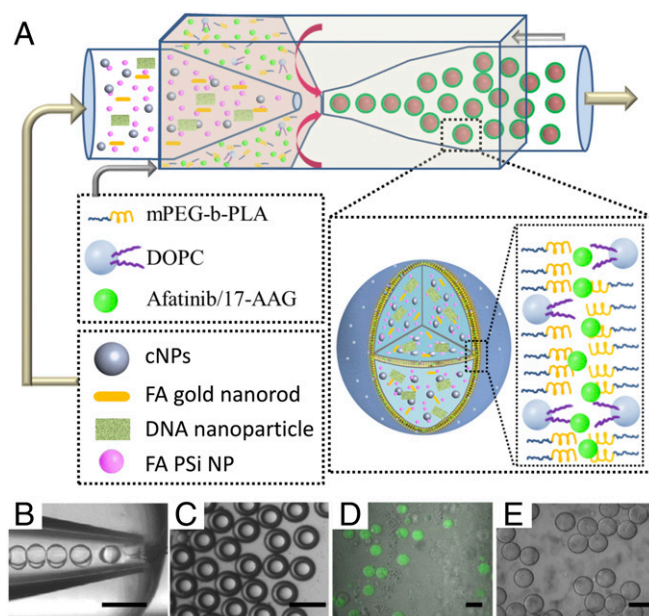 A
mPEG-b-PLA
DOPC
Afatinib/17-AAG
cNPs
FA gold nanorod
DNA nanoparticle
FA PSi NP
B
C
D
E